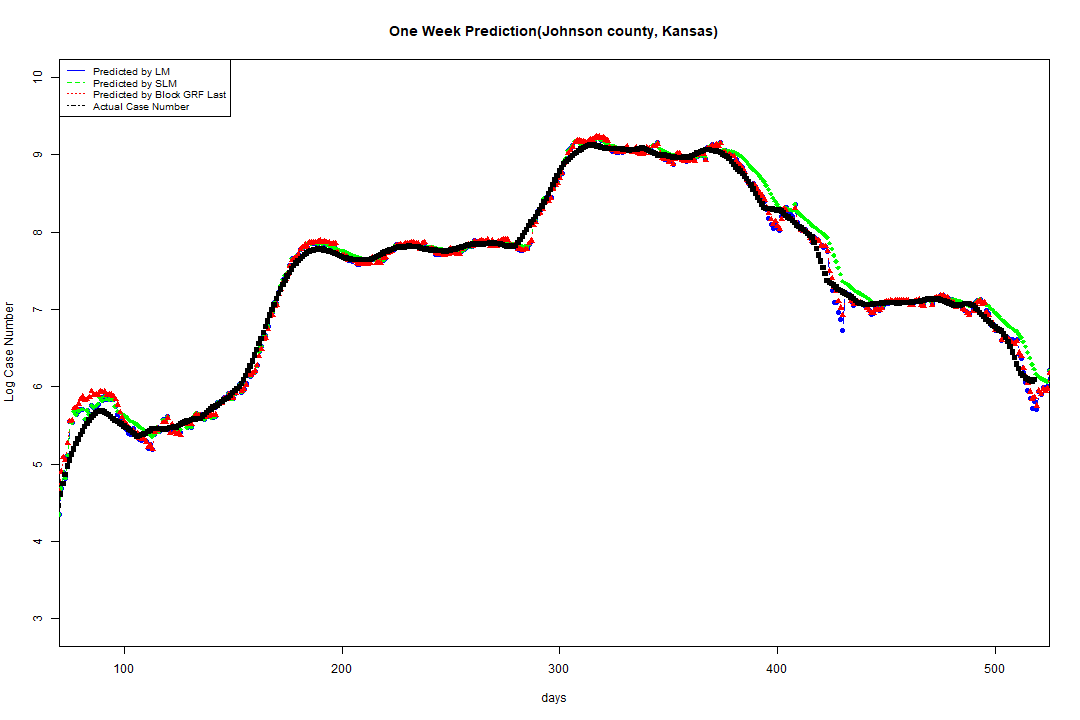 One Week Prediction(Johnson county, Kansas)
Predicted by LM
Predicted by SLM
Predicted by Block GRF Last
Actual Case Number
10
9
8
7
6
5
4
3
Log Case Number
100 200 300 400 500
days